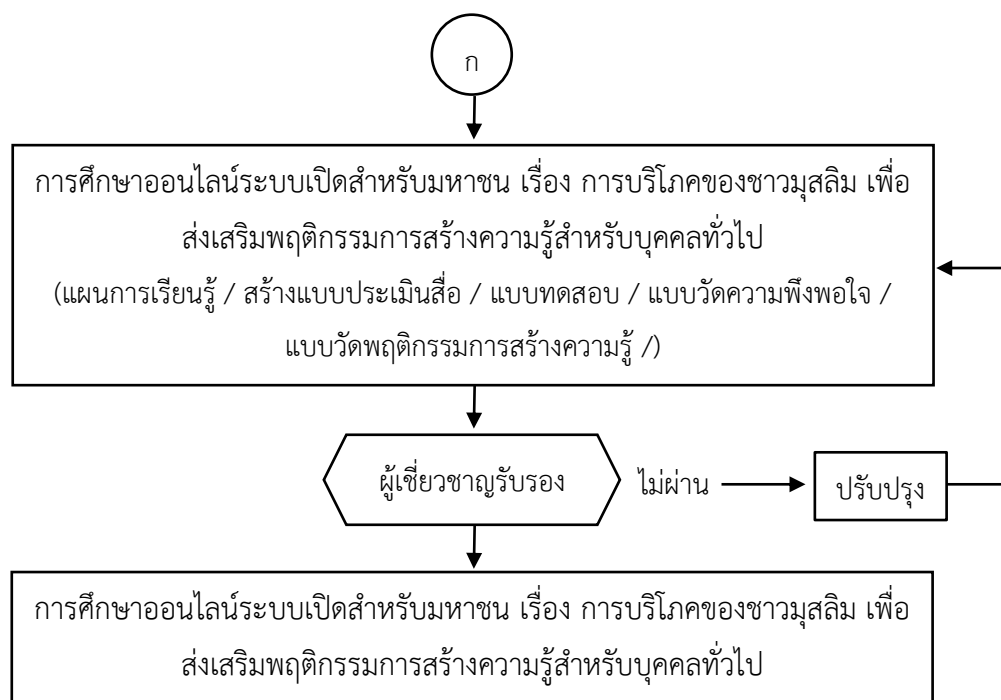 ก
การศึกษาออนไลน์ระบบเปิดสำหรับมหาชน เรื่อง การบริโภคของชาวมุสลิม เพื่อ
ส่งเสริมพฤติกรรมการสร้างความรู้สำหรับบุคคลทั่วไป
(แผนการเรียนรู้ / สร้างแบบประเมินสื่อ / แบบทดสอบ / แบบวัดความพึงพอใจ /
แบบวัดพฤติกรรมการสร้างความรู้ /)
ผู้เชี่ยวชาญรับรอง
ไม่ผ่าน
ปรับปรุง
การศึกษาออนไลน์ระบบเปิดสำหรับมหาชน เรื่อง การบริโภคของชาวมุสลิม เพื่อ
ส่งเสริมพฤติกรรมการสร้างความรู้สำหรับบุคคลทั่วไป